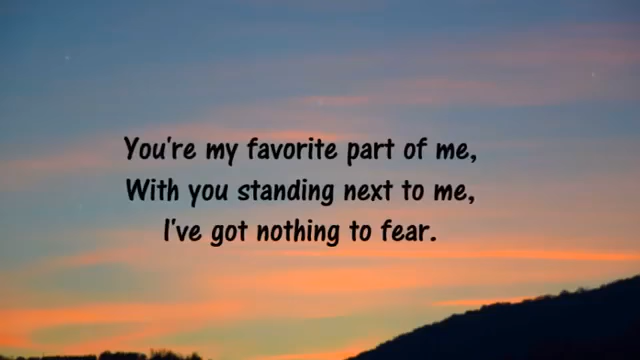 You're my favorite part of me,
With you standing next to me,
I've got nothing to fear.